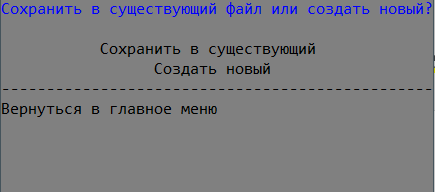 Сохранить в существующий файл или создать новый?
Сохранить в существующий
Создать новый
------------------------------------------------
Вернуться в главное меню